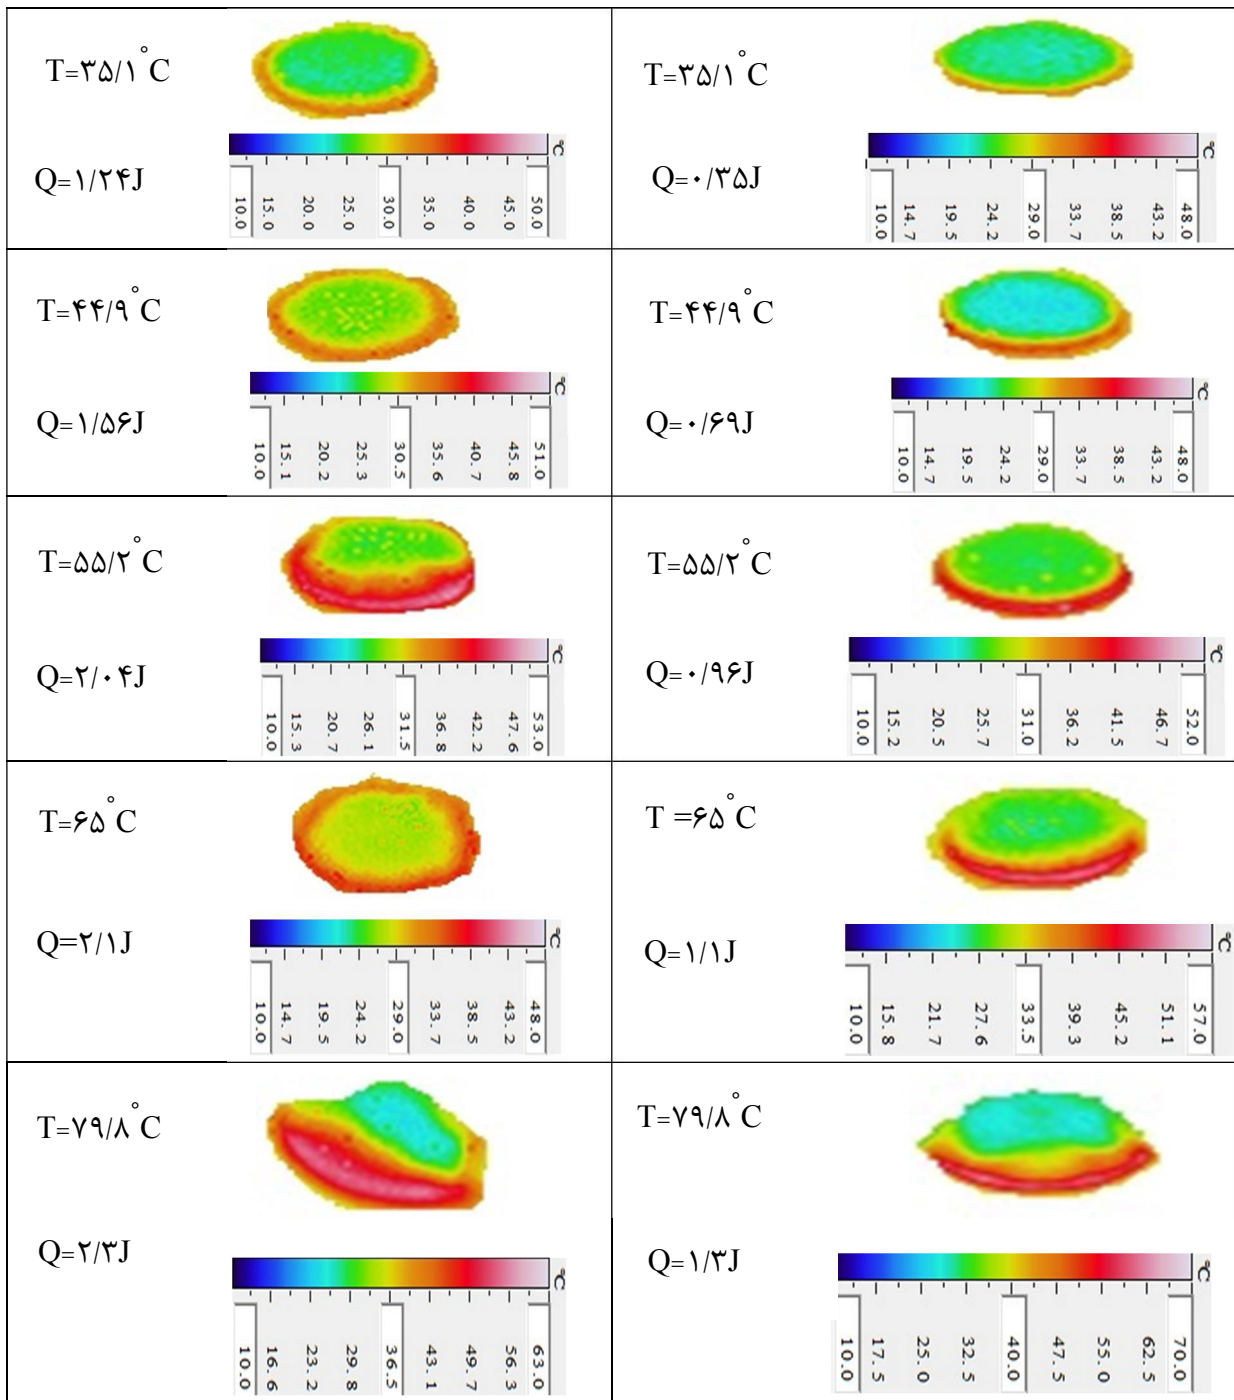 T=۳۵/۱°C
Q=۱/۲۴J
°C
10.0 15.0 20.0 25.0 30.0 35.0 40.0 45.0 50.0
T=۳۵/۱°C
Q=۰/۳۵J
°C
10.0 14.7 19.5 24.2 29.0 33.7 38.5 43.2 48.0
T=۴۴/۹°C
Q=۱/۵۶J
°C
10.0 15.1 20.2 25.3 30.5 35.6 40.7 45.8 51.0
T=۴۴/۹°C
Q=۰/۶۹J
°C
10.0 14.7 19.5 24.2 29.0 33.7 38.5 43.2 48.0
T=۵۵/۲°C
Q=۲/۰۴J
°C
10.0 15.3 20.7 26.1 31.5 36.8 42.2 47.6 53.0
T=۵۵/۲°C
Q=۰/۹۶J
°C
10.0 15.2 20.5 25.7 31.0 36.2 41.5 46.7 52.0
T=۶۵°C
Q=۲/۱J
°C
10.0 14.7 19.5 24.2 29.0 33.7 38.5 43.2 48.0
T =۶۵°C
Q=۱/۱J
°C
10.0 15.8 21.7 27.6 33.5 39.3 45.2 51.1 57.0
T=۷۹/۸°C
Q=۲/۳J
°C
10.0 16.6 23.2 29.8 36.5 43.1 49.7 56.3 63.0
T=۷۹/۸°C
Q=۱/۳J
°C
10.0 17.5 25.0 32.5 40.0 47.5 55.0 62.5 70.0